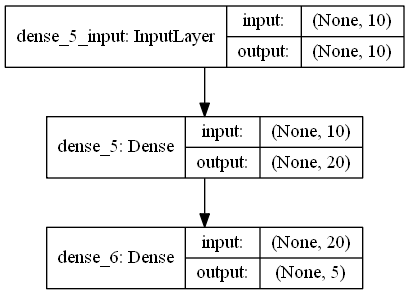 dense_5_input: InputLayer
input: (None, 10)
output: (None, 10)
dense_5: Dense
input: (None, 10)
output: (None, 20)
dense_6: Dense
input: (None, 20)
output: (None, 5)